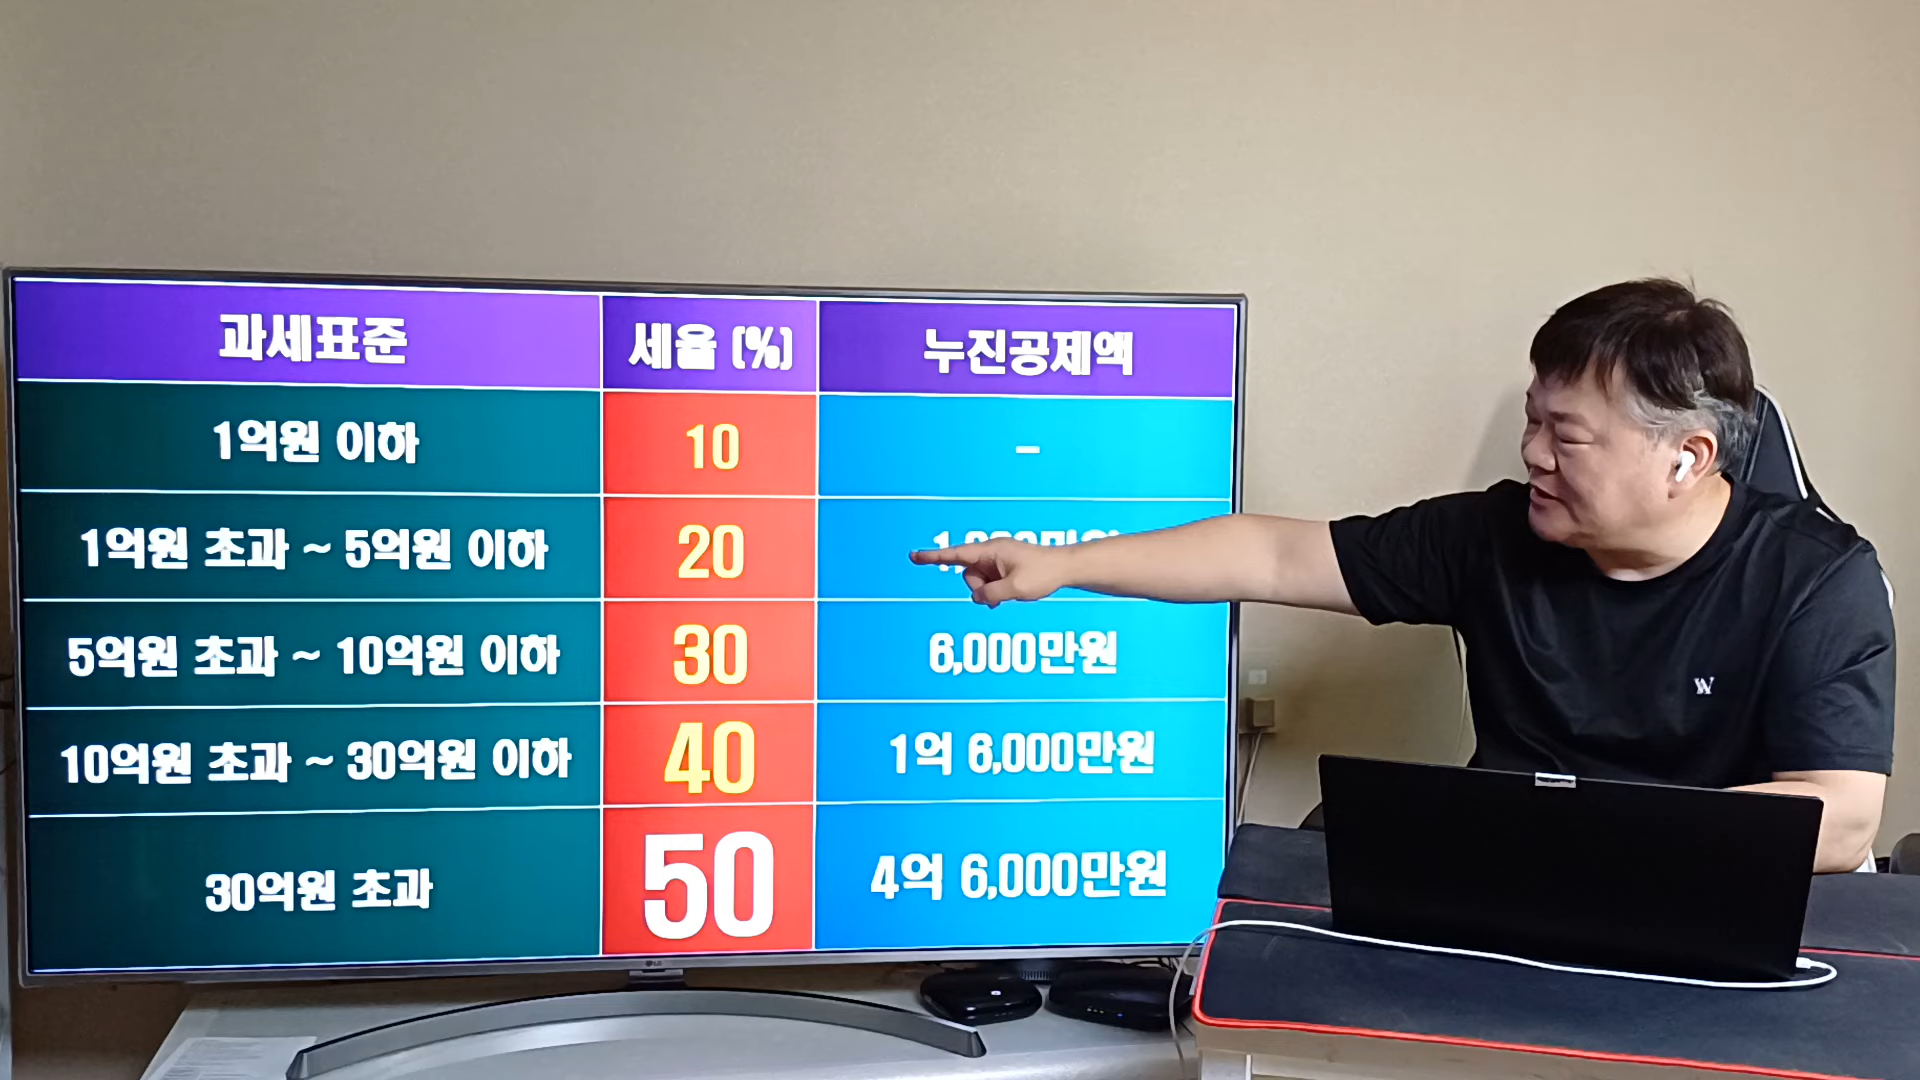 과세표준 세율 (%) 누진공제액
1억원 이하 10 -
1억원 초과 ~ 5억원 이하 20
5억원 초과 ~ 10억원 이하 30 6,000만원
10억원 초과 ~ 30억원 이하 40 1억 6,000만원
30억원 초과 50 4억 6,000만원
LG
W